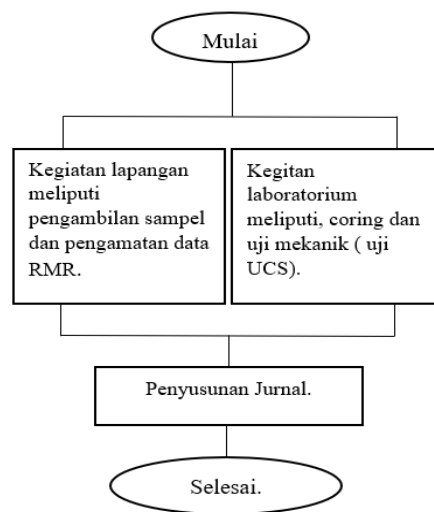 Mulai
Kegiatan lapangan
meliputi
pengambilan sampel
dan pengamatan data
RMR.
Kegitan
laboratorium
meliputi, coring dan
uji mekanik ( uji
UCS).
Penyusunan Jurnal.
Selesai.